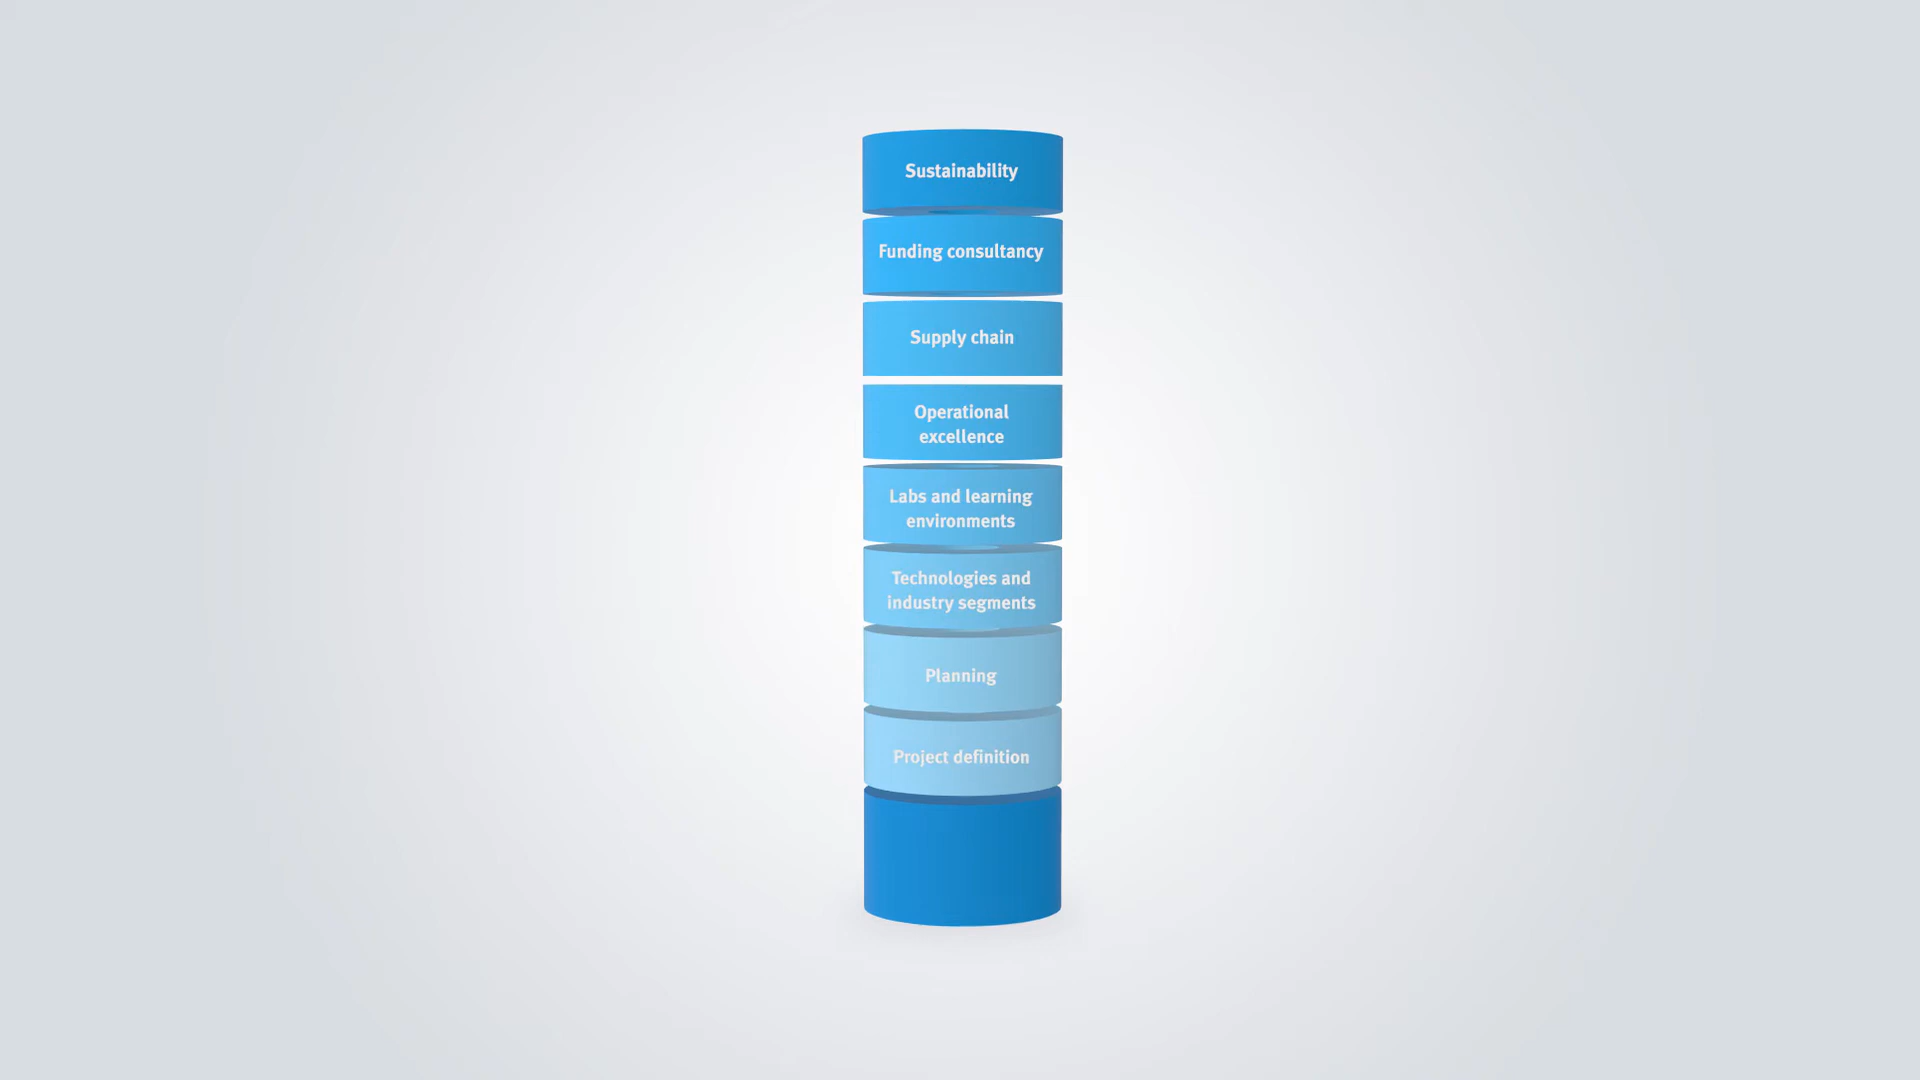 Sustainability
Funding consultancy
Supply chain
Operational
excellence
Labs and learning
environments
Technologies and
industry segments
Planning
Project definition